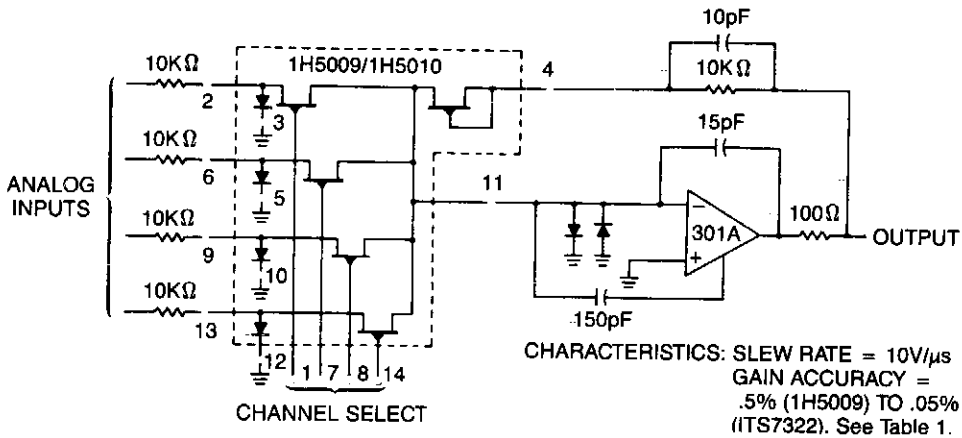 10pF
10KΩ
1H5009/1H5010
4
10KΩ
2
3
15pF
10KΩ
6
5
11
ANALOG
INPUTS
100Ω
301A
OUTPUT
10KΩ
9
10
10KΩ
150pF
13
12
1
7
8
14
CHANNEL SELECT
CHARACTERISTICS: SLEW RATE = 10V/µs
GAIN ACCURACY =
.5% (1H5009) TO .05%
(ITS7322). See Table 1.